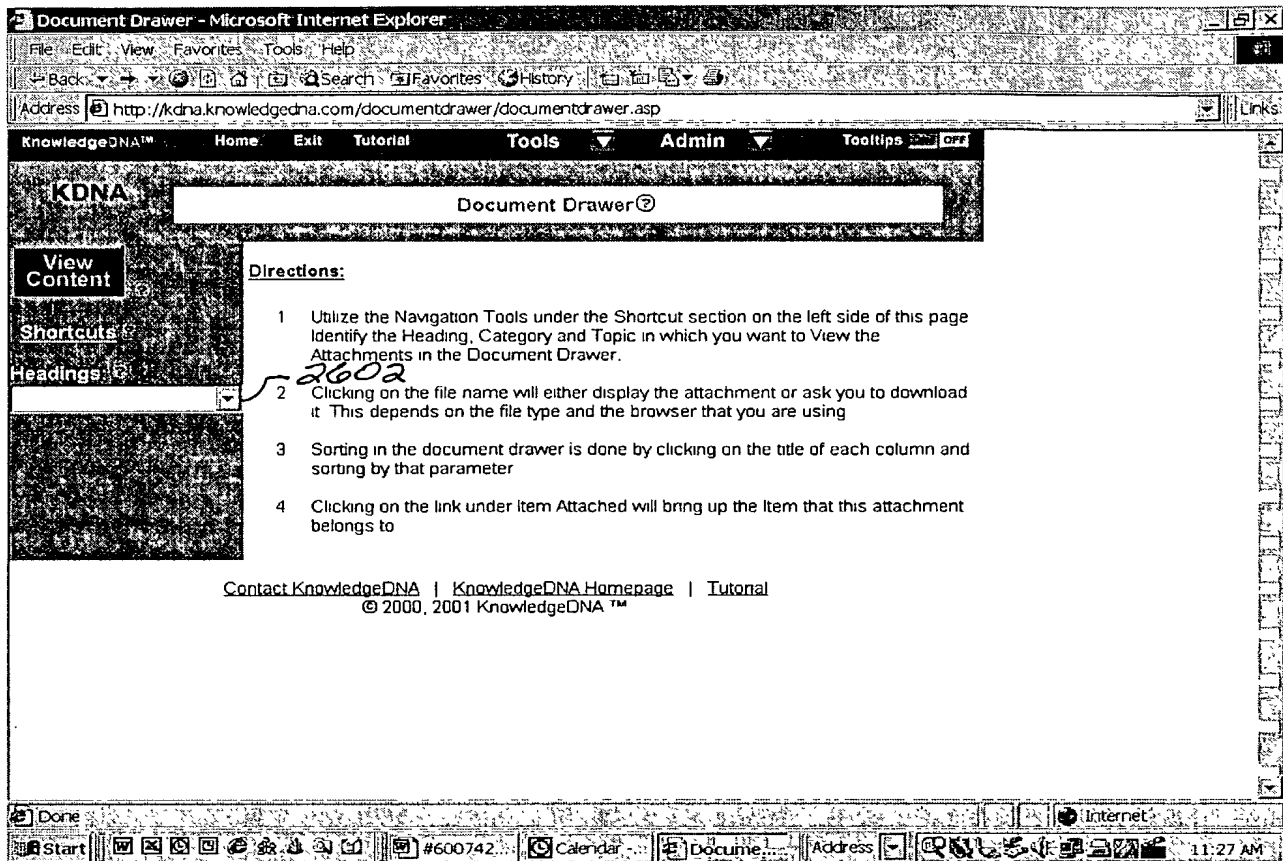 Document Drawer - Microsoft Internet Explorer
File Edit View Favorites Tools Help
Back Search Favorites History
Address http://kdna.knowledgedna.com/documentdrawer/documentdrawer.asp Links
KnowledgeDNA™ Home Exit Tutorial Tools Admin Tooltips OFF
KDNA
Document Drawer?
View
Content
Shortcuts
Headings
Directions:
1 Utilize the Navigation Tools under the Shortcut section on the left side of this page
Identify the Heading, Category and Topic in which you want to View the
Attachments in the Document Drawer.
2602
2 Clicking on the file name will either display the attachment or ask you to download
it This depends on the file type and the browser that you are using
3 Sorting in the document drawer is done by clicking on the title of each column and
sorting by that parameter
4 Clicking on the link under Item Attached will bring up the Item that this attachment
belongs to
Contact KnowledgeDNA | KnowledgeDNA Homepage | Tutorial
© 2000, 2001 KnowledgeDNA ™
Done Internet
Start #600742... Calendar -... Docume... Address 11:27 AM